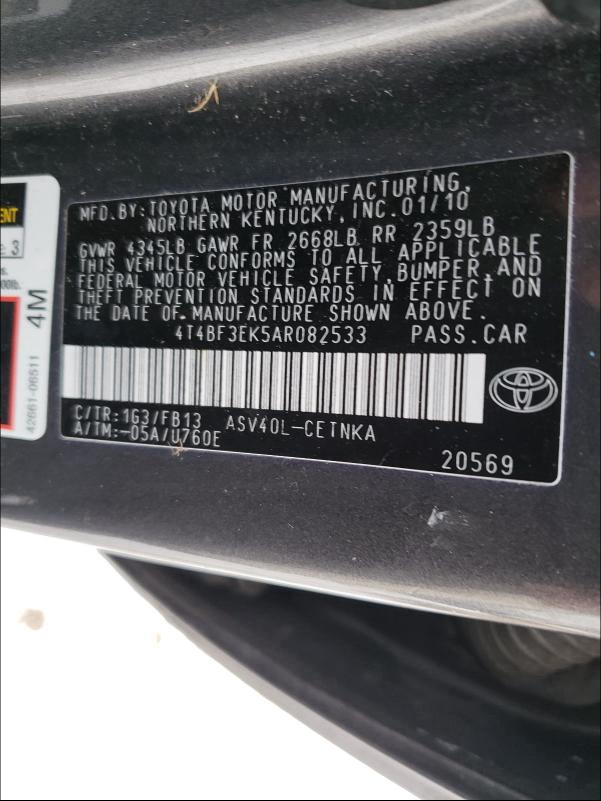 MFD. BY: TOYOTA MOTOR MANUFACTURING,
NORTHERN KENTUCKY, INC. 01/10
GVWR 4345LB GAWR FR 2668LB RR 2359LB
THIS VEHICLE CONFORMS TO ALL APPLICABLE
FEDERAL MOTOR VEHICLE SAFETY, BUMPER, AND
THEFT PREVENTION STANDARDS IN EFFECT ON
THE DATE OF MANUFACTURE SHOWN ABOVE.
4T4BF3EK5AR082533 PASS.CAR
C/TR:1G3/FB13 ASV40L-CETNKA
A/TM:-05A/U760E
20569
4M
42661-06511